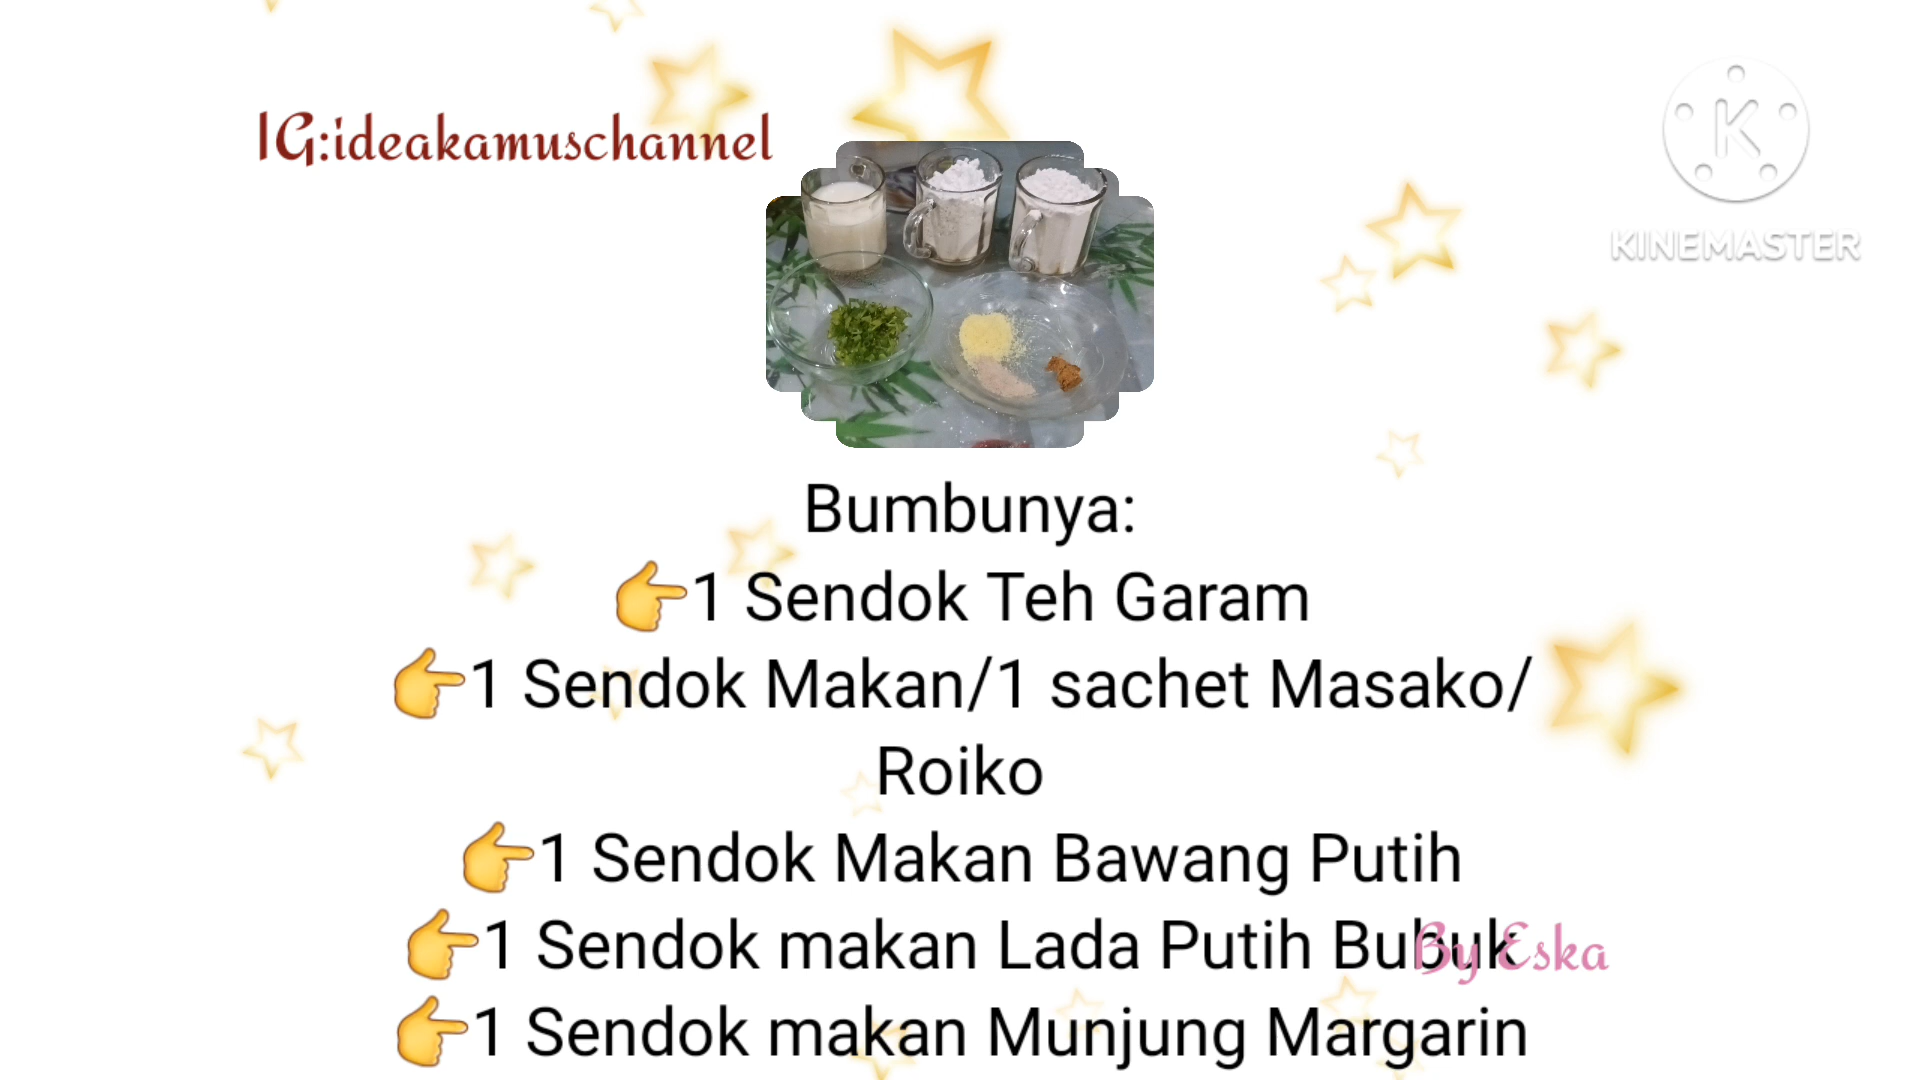 IG:ideakamuschannel
KINEMASTER
Bumbunya:
👉1 Sendok Teh Garam
👉1 Sendok Makan/1 sachet Masako/
Roiko
👉1 Sendok Makan Bawang Putih
👉1 Sendok makan Lada Putih Bubuk
By Eska
👉1 Sendok makan Munjung Margarin